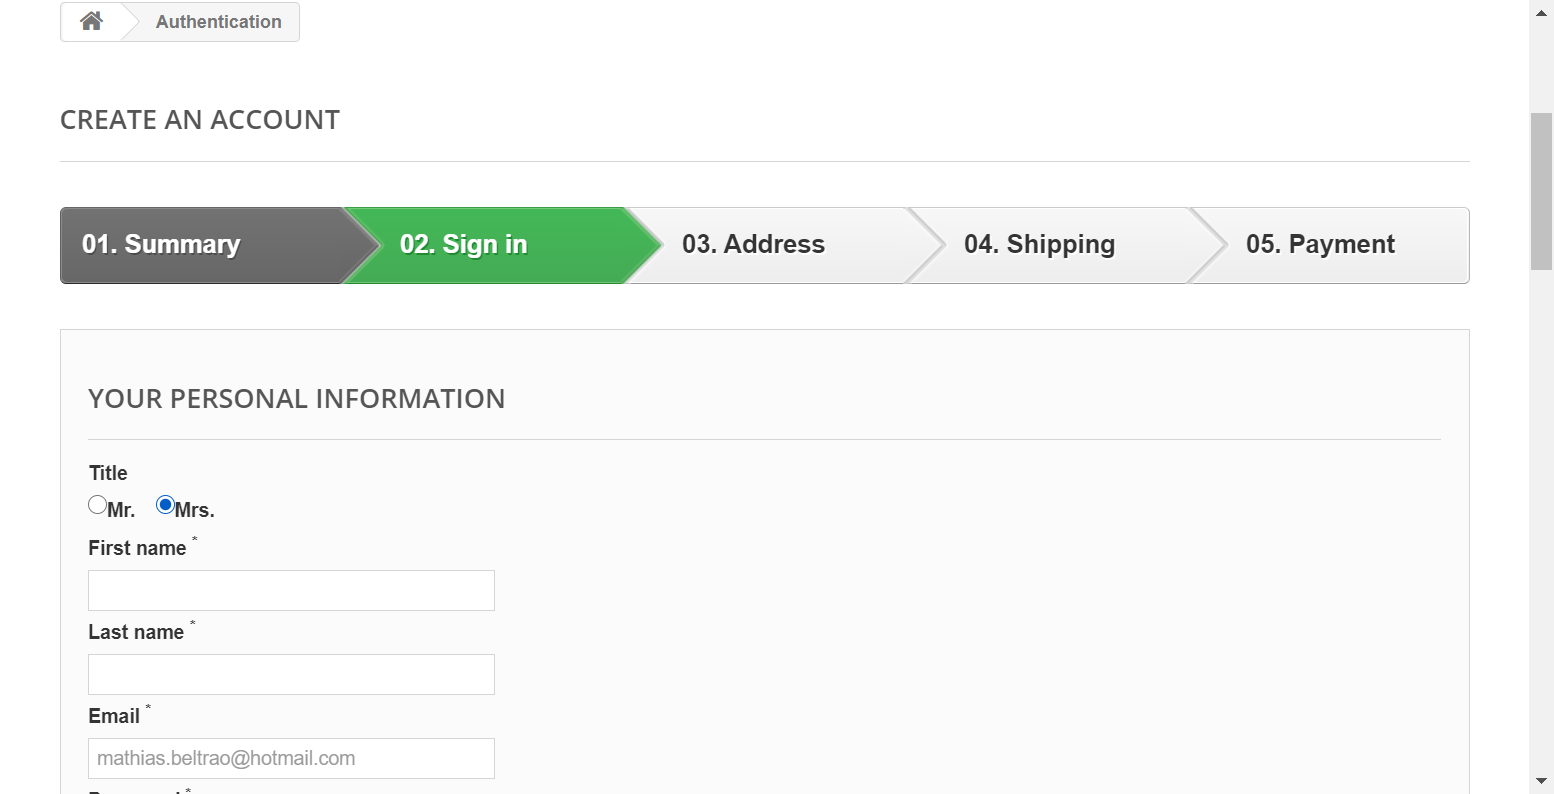 Authentication
CREATE AN ACCOUNT
01. Summary 02. Sign in 03. Address 04. Shipping 05. Payment
YOUR PERSONAL INFORMATION
Title
Mr. Mrs.
First name *
Last name *
Email *
mathias.beltrao@hotmail.com